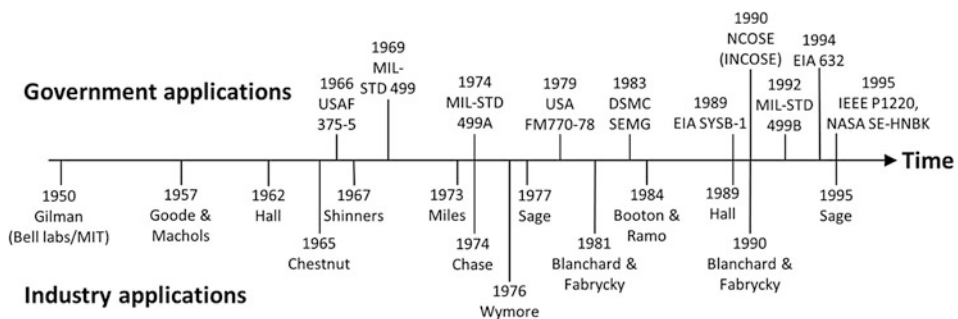 1990
NCOSE
(INCOSE)
1994
EIA 632
1969
MIL-
STD 499
1966
USAF
375-5
1974
MIL-STD
499A
1979
USA
FM770-78
1983
DSMC
SEMG
1989
EIA SYSB-1
1992
MIL-STD
499B
1995
IEEE P1220,
NASA SE-HNBK
Government applications
Time
1950
Gilman
(Bell labs/MIT)
1957
Goode &
Machols
1962
Hall
1965
Chestnut
1967
Shinners
1973
Miles
1974
Chase
1976
Wymore
1977
Sage
1981
Blanchard &
Fabrycky
1984
Booton &
Ramo
1989
Hall
1990
Blanchard &
Fabrycky
1995
Sage
Industry applications